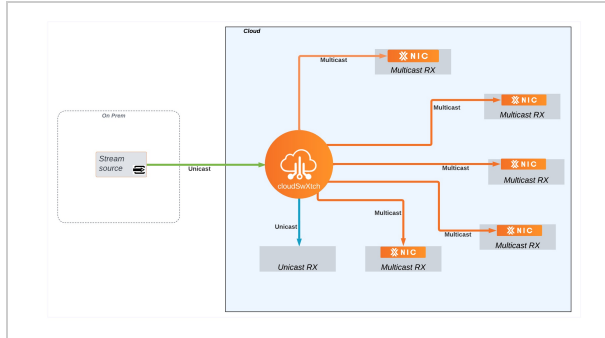 Cloud
NIC
Multicast
Multicast RX
NIC
Multicast
Multicast RX
On Prem
Stream
source
Unicast
cloudSwXtch
NIC
Multicast
Multicast RX
Unicast
Multicast
NIC
Multicast
Multicast RX
NIC
Unicast RX
Multicast RX